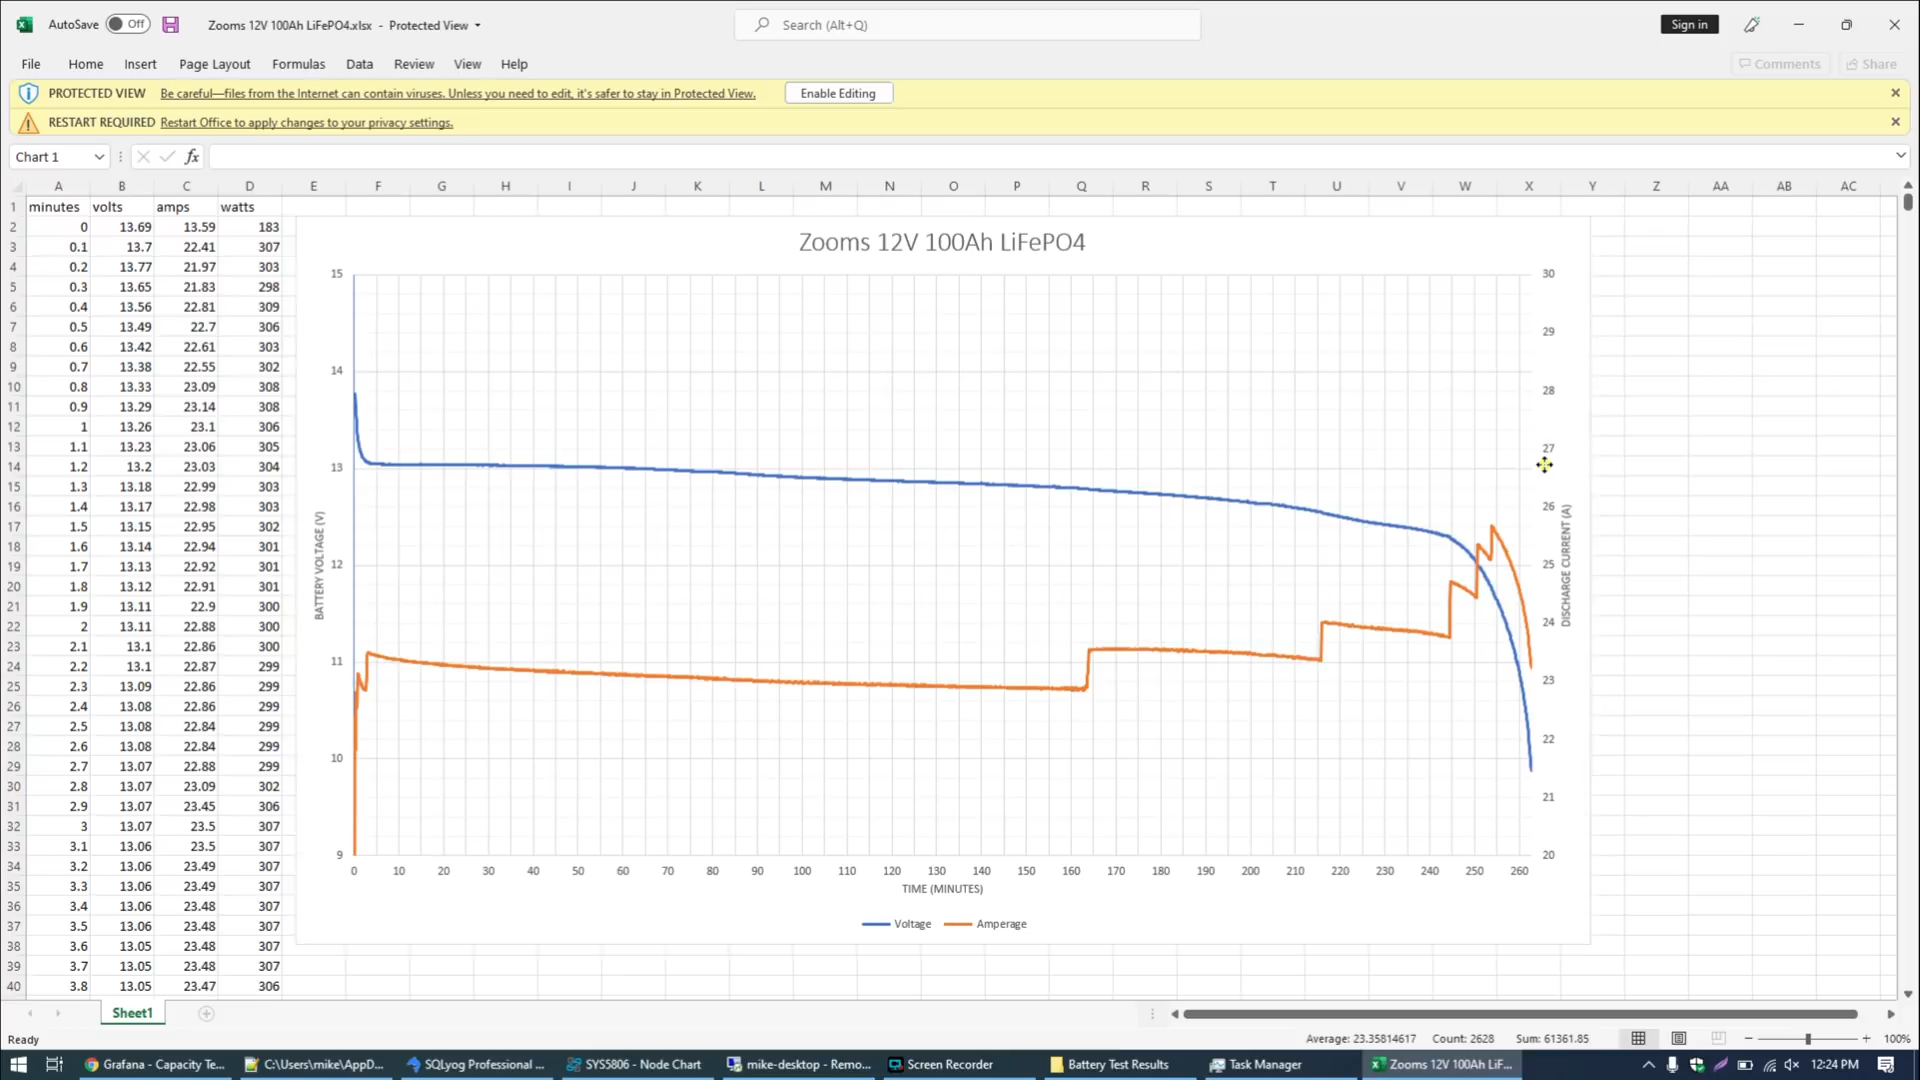 AutoSave Off Zooms 12V 100Ah LiFePO4.xlsx - Protected View Search (Alt+Q) Sign in
File Home Insert Page Layout Formulas Data Review View Help Comments Share
PROTECTED VIEW Be careful—files from the Internet can contain viruses. Unless you need to edit, it's safer to stay in Protected View. Enable Editing
RESTART REQUIRED Restart Office to apply changes to your privacy settings.
Chart 1 fx
A B C D E F G H I J K L M N O P Q R S T U V W X Y Z AA AB AC
1 minutes volts amps watts
2 0 13.69 13.59 183
3 0.1 13.7 22.41 307
4 0.2 13.77 21.97 303
5 0.3 13.65 21.83 298
6 0.4 13.56 22.81 309
7 0.5 13.49 22.7 306
8 0.6 13.42 22.61 303
9 0.7 13.38 22.55 302
10 0.8 13.33 23.09 308
11 0.9 13.29 23.14 308
12 1 13.26 23.1 306
13 1.1 13.23 23.06 305
14 1.2 13.2 23.03 304
15 1.3 13.18 22.99 303
16 1.4 13.17 22.98 303
17 1.5 13.15 22.95 302
18 1.6 13.14 22.94 301
19 1.7 13.13 22.92 301
20 1.8 13.12 22.91 301
21 1.9 13.11 22.9 300
22 2 13.11 22.88 300
23 2.1 13.1 22.86 300
24 2.2 13.1 22.87 299
25 2.3 13.09 22.86 299
26 2.4 13.08 22.86 299
27 2.5 13.08 22.84 299
28 2.6 13.08 22.84 299
29 2.7 13.07 22.88 299
30 2.8 13.07 23.09 302
31 2.9 13.07 23.45 306
32 3 13.07 23.5 307
33 3.1 13.06 23.5 307
34 3.2 13.06 23.49 307
35 3.3 13.06 23.49 307
36 3.4 13.06 23.48 307
37 3.5 13.06 23.48 307
38 3.6 13.05 23.48 307
39 3.7 13.05 23.48 307
40 3.8 13.05 23.47 306
Zooms 12V 100Ah LiFePO4
15
14
13
12
11
10
9
BATTERY VOLTAGE (V)
30
29
28
27
26
25
24
23
22
21
20
DISCHARGE CURRENT (A)
0 10 20 30 40 50 60 70 80 90 100 110 120 130 140 150 160 170 180 190 200 210 220 230 240 250 260
TIME (MINUTES)
Voltage Amperage
Sheet1
Ready Average: 23.35814617 Count: 2628 Sum: 61361.85 100%
Grafana - Capacity Te... C:\Users\mike\AppD... SQLyog Professional ... SYS5806 - Node Chart mike-desktop - Remo... Screen Recorder Battery Test Results Task Manager Zooms 12V 100Ah LiF... 12:24 PM